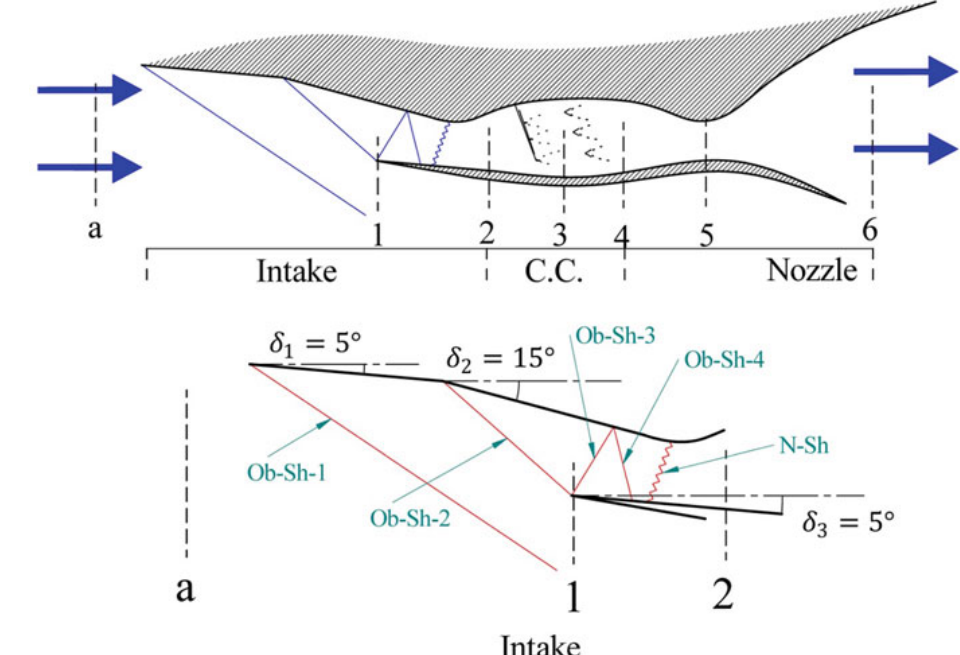 a
1 2 3 4 5 6
Intake C.C. Nozzle
δ₁ = 5°
δ₂ = 15°
Ob-Sh-3
Ob-Sh-4
Ob-Sh-1
Ob-Sh-2
N-Sh
δ₃ = 5°
a
1
2
Intake